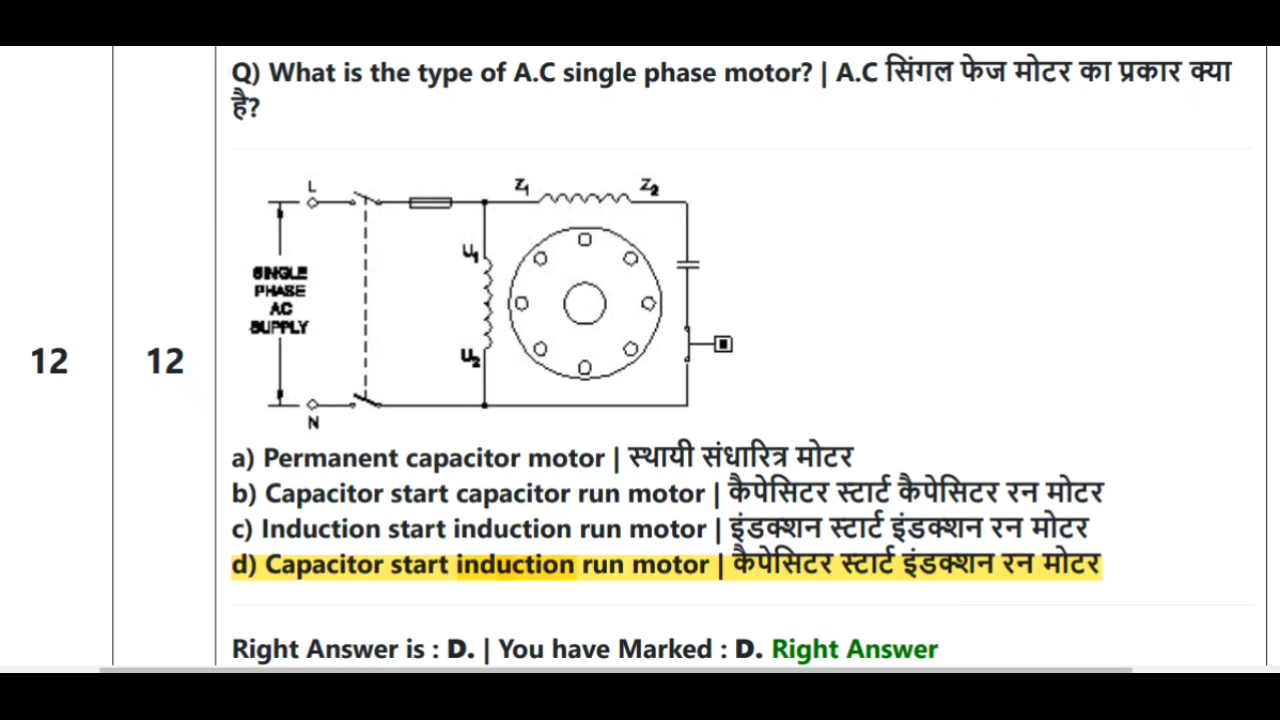 Q) What is the type of A.C single phase motor? | A.C सिंगल फेज मोटर का प्रकार क्या
है?
L
Z1
Z2
U1
SINGLE
PHASE
AC
SUPPLY
U2
N
12
12
a) Permanent capacitor motor | स्थायी संधारित्र मोटर
b) Capacitor start capacitor run motor | कैपेसिटर स्टार्ट कैपेसिटर रन मोटर
c) Induction start induction run motor | इंडक्शन स्टार्ट इंडक्शन रन मोटर
d) Capacitor start induction run motor | कैपेसिटर स्टार्ट इंडक्शन रन मोटर
Right Answer is : D. | You have Marked : D. Right Answer